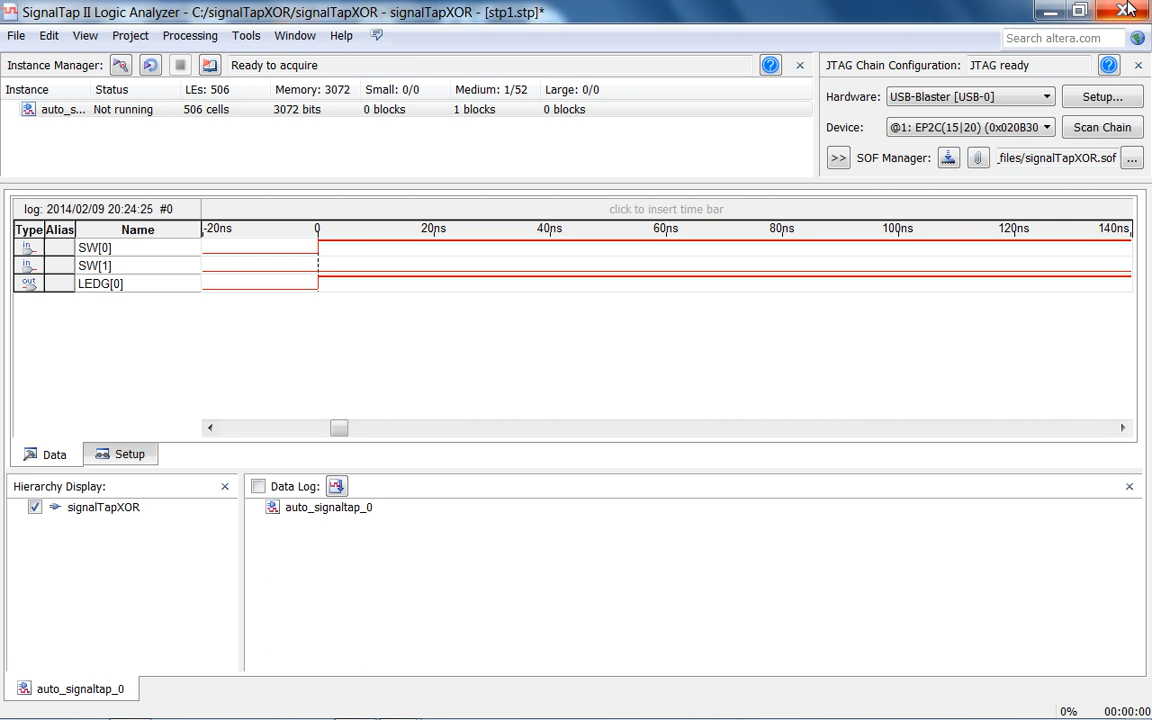 SignalTap II Logic Analyzer - C:/signalTapXOR/signalTapXOR - signalTapXOR - [stp1.stp]*
File Edit View Project Processing Tools Window Help
Search altera.com
Instance Manager: Ready to acquire
JTAG Chain Configuration: JTAG ready
Instance Status LEs: 506 Memory: 3072 Small: 0/0 Medium: 1/52 Large: 0/0
auto_s... Not running 506 cells 3072 bits 0 blocks 1 blocks 0 blocks
Hardware: USB-Blaster [USB-0] Setup...
Device: @1: EP2C(15|20) (0x020B30 Scan Chain
>> SOF Manager: _files/signalTapXOR.sof ...
log: 2014/02/09 20:24:25 #0 click to insert time bar
Type Alias Name -20ns 0 20ns 40ns 60ns 80ns 100ns 120ns 140ns
in SW[0]
in SW[1]
out LEDG[0]
Data Setup
Hierarchy Display:
signalTapXOR
Data Log:
auto_signaltap_0
auto_signaltap_0
0% 00:00:00